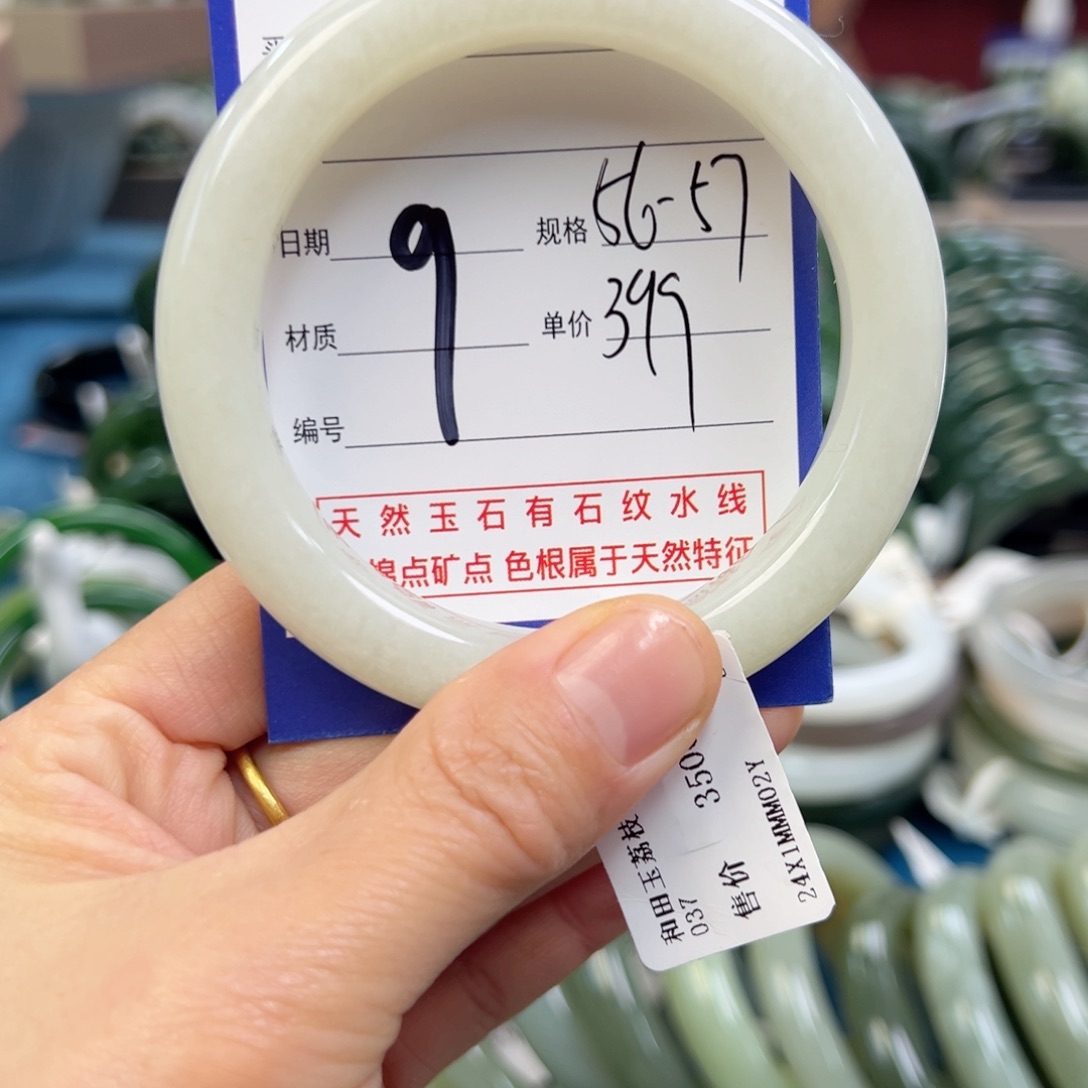 日期 9 规格 56-57
材质 单价 399
编号
天然玉石有石纹水线
棉点矿点 色根属于天然特征
和田玉荔枝
037
售价 350
24X1MMM02Y